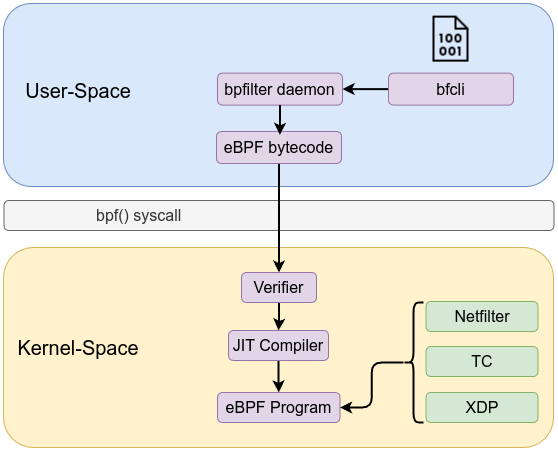 100
001
User-Space
bpfilter daemon
bfcli
eBPF bytecode
bpf() syscall
Kernel-Space
Verifier
JIT Compiler
eBPF Program
Netfilter
TC
XDP